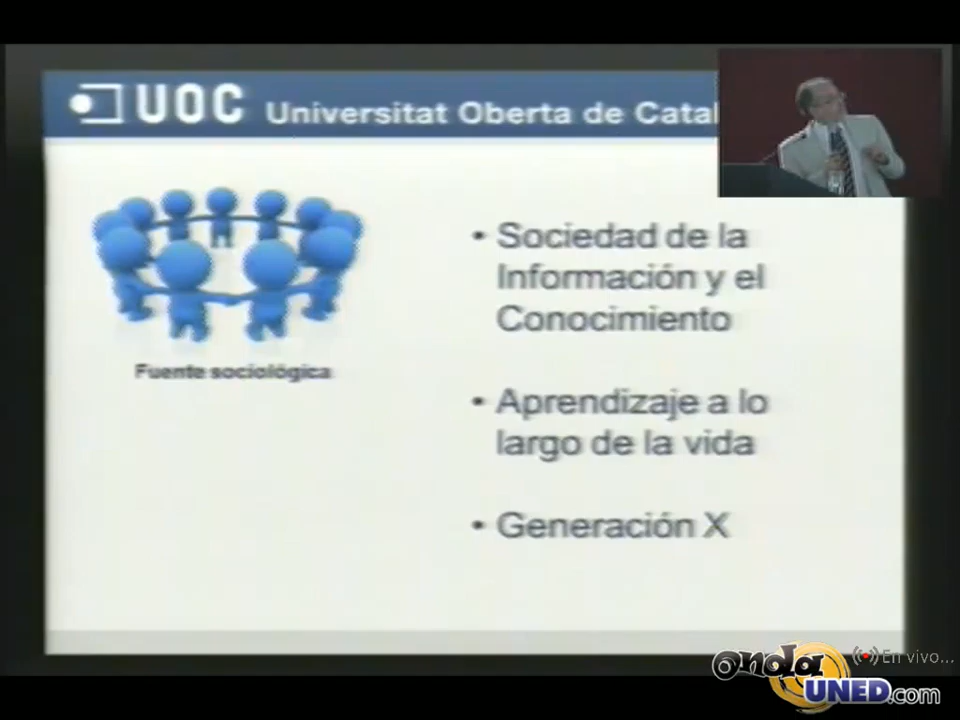 UOC Universitat Oberta de Catal
• Sociedad de la
Información y el
Conocimiento
Fuente sociológica
• Aprendizaje a lo
largo de la vida
• Generación X
En vivo...
onda
UNED.com